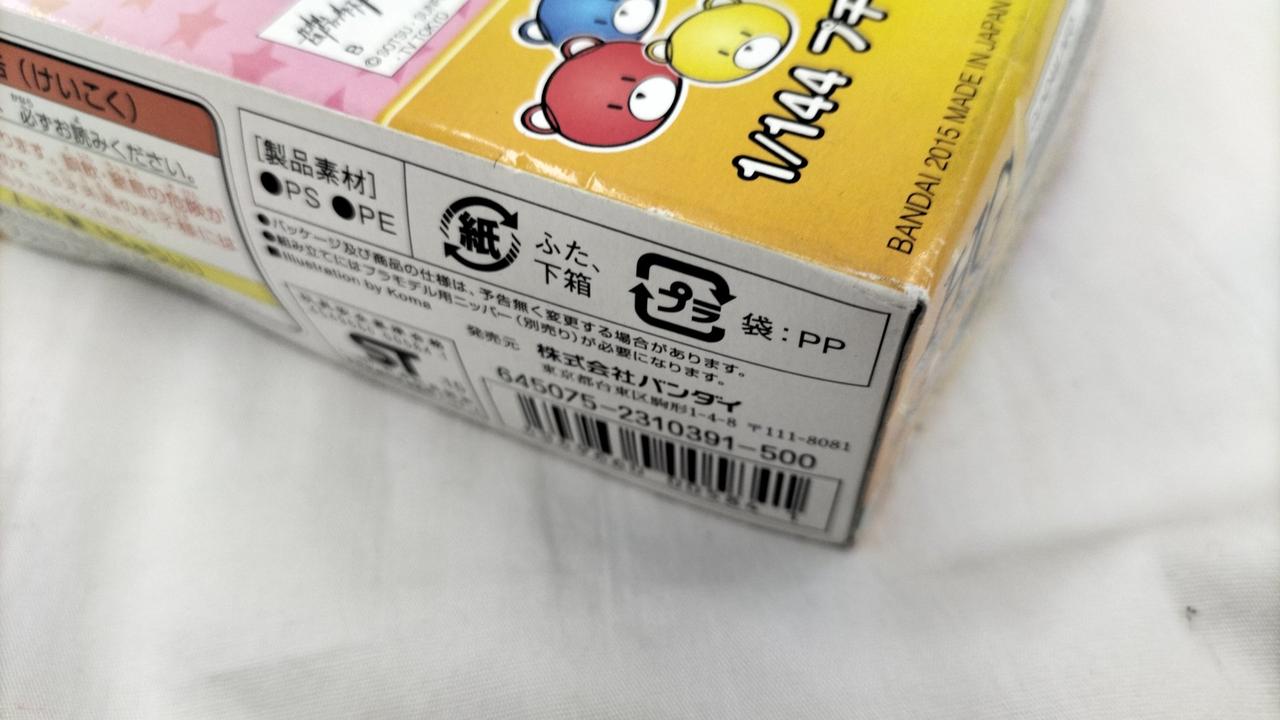 B
©SOTSU・SUNRISE
TV TOKYO
1/144 プチ
BANDAI 2015 MADE IN JAPAN
(けいこく)
必ずお読みください。
[製品素材]
●PS ●PE
紙 ふた、
下箱
プラ 袋:PP
●パッケージ及び商品の仕様は、予告無く変更する場合があります。
●組み立てにはプラモデル用ニッパー(別売り)が必要になります。
■Illustration by Koma
ST
発売元 株式会社バンダイ
東京都台東区駒形1-4-8 〒111-8081
645075-2310391-500